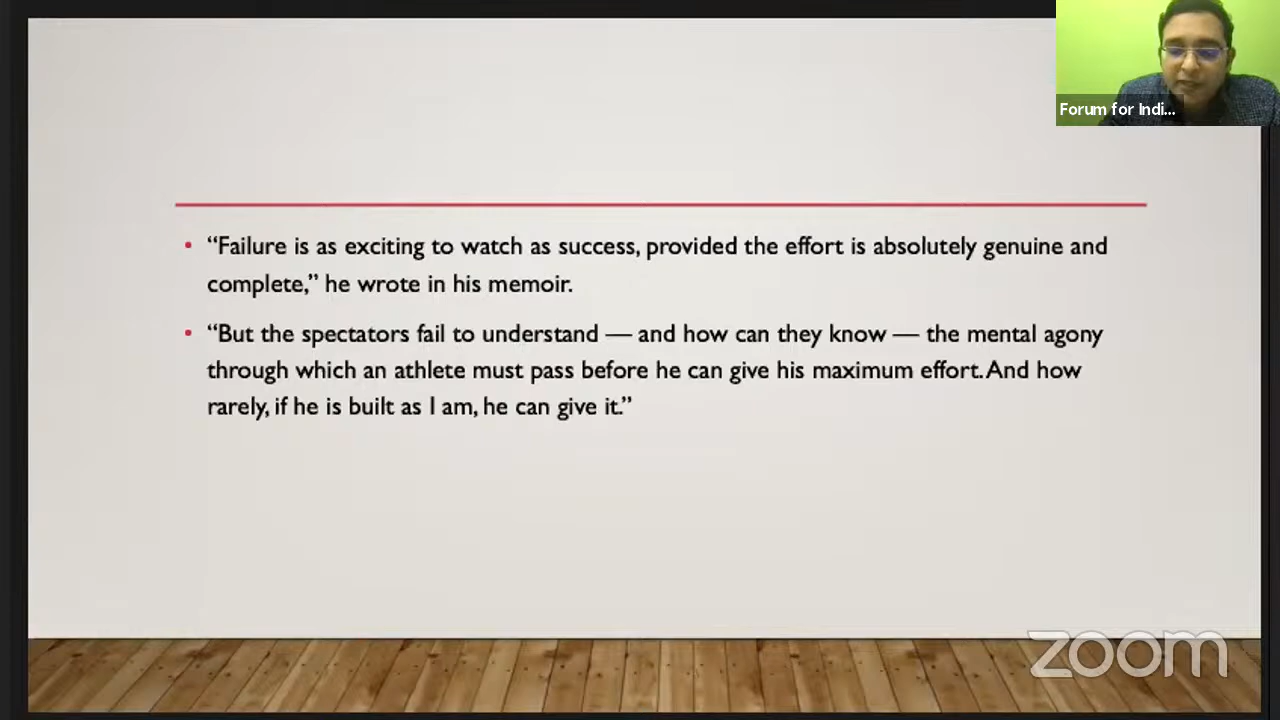 Forum for Indi...
“Failure is as exciting to watch as success, provided the effort is absolutely genuine and
complete,” he wrote in his memoir.
“But the spectators fail to understand — and how can they know — the mental agony
through which an athlete must pass before he can give his maximum effort. And how
rarely, if he is built as I am, he can give it.”
zoom